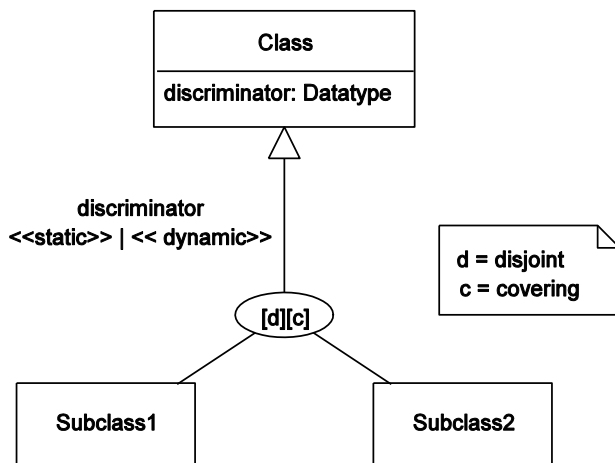 Class
discriminator: Datatype
discriminator
<<static>> | << dynamic>>
d = disjoint
c = covering
[d][c]
Subclass1
Subclass2